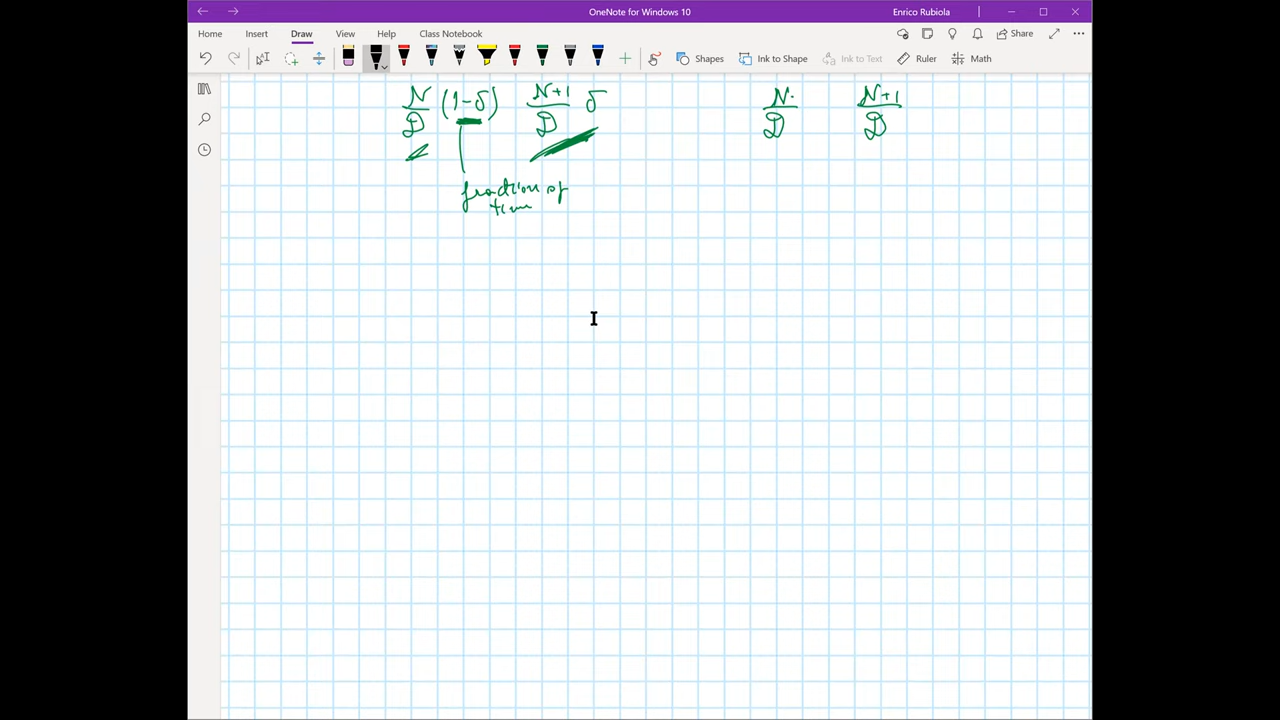 OneNote for Windows 10
Enrico Rubiola
Home Insert Draw View Help Class Notebook
Share
Shapes Ink to Shape Ink to Text Ruler Math
N/D (1-δ) N+1/D δ N/D N+1/D
fraction of
time